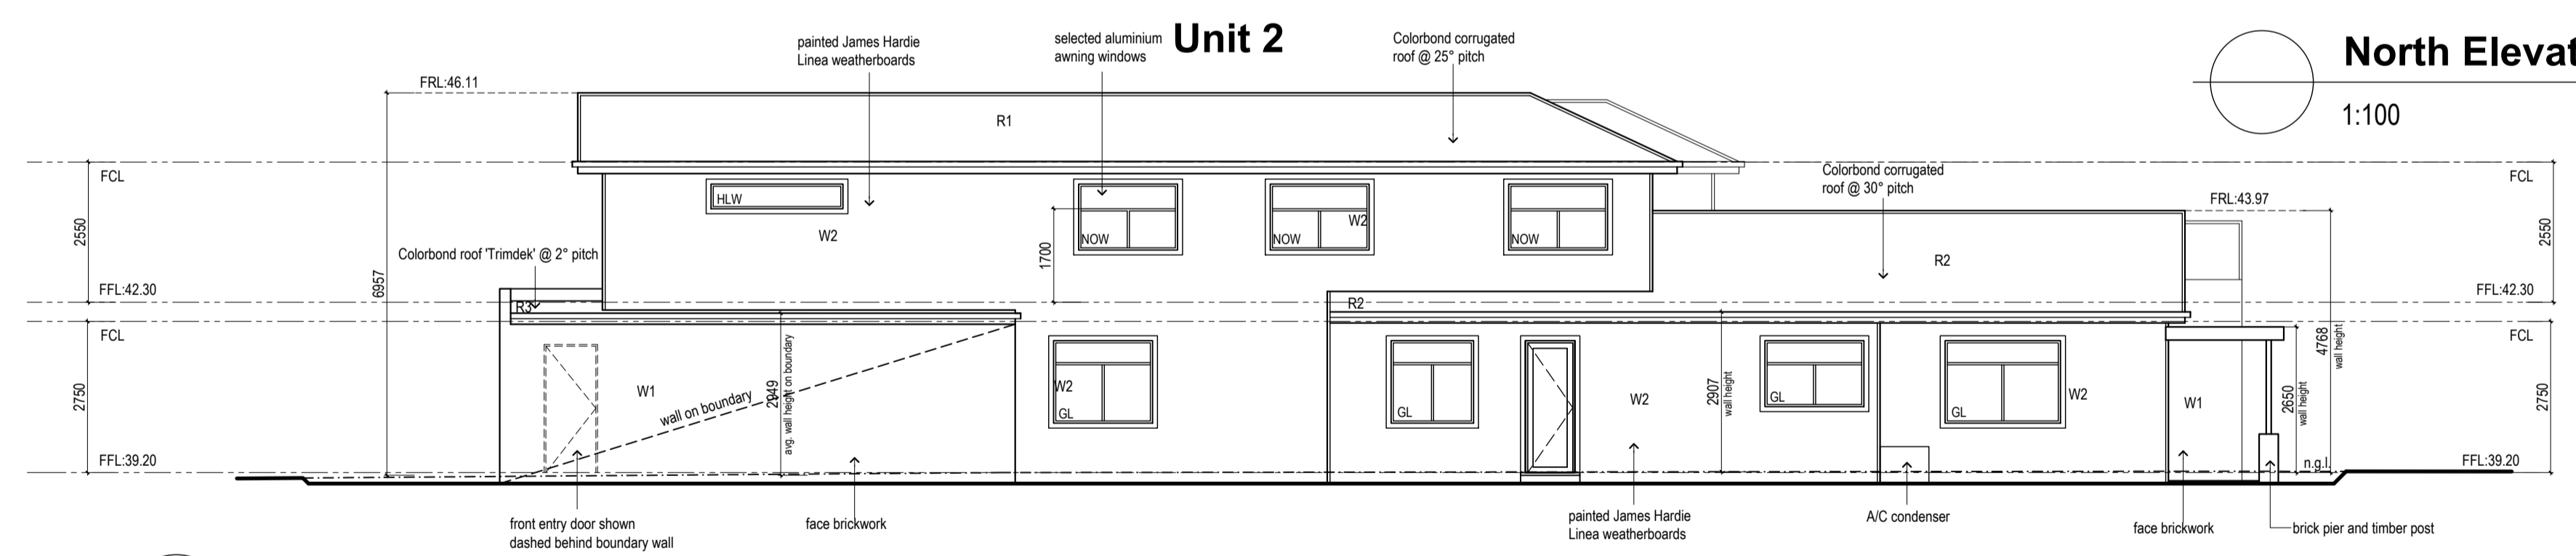 Unit 2
North Elevat
1:100
painted James Hardie
Linea weatherboards
selected aluminium
awning windows
Colorbond corrugated
roof @ 25° pitch
FRL:46.11
R1
FCL
2550
FFL:42.30
FCL
2750
FFL:39.20
6957
Colorbond roof 'Trimdek' @ 2° pitch
R3
HLW
W2
1700
NOW
NOW
W2
NOW
Colorbond corrugated
roof @ 30° pitch
FRL:43.97
R2
R2
FCL
2550
FFL:42.30
FCL
2750
FFL:39.20
W1
wall on boundary
2949
avg. wall height on boundary
W2
GL
GL
W2
2907
wall height
GL
GL
W2
W1
2650
wall height
4768
wall height
n.g.l.
front entry door shown
dashed behind boundary wall
face brickwork
painted James Hardie
Linea weatherboards
A/C condenser
face brickwork
brick pier and timber post